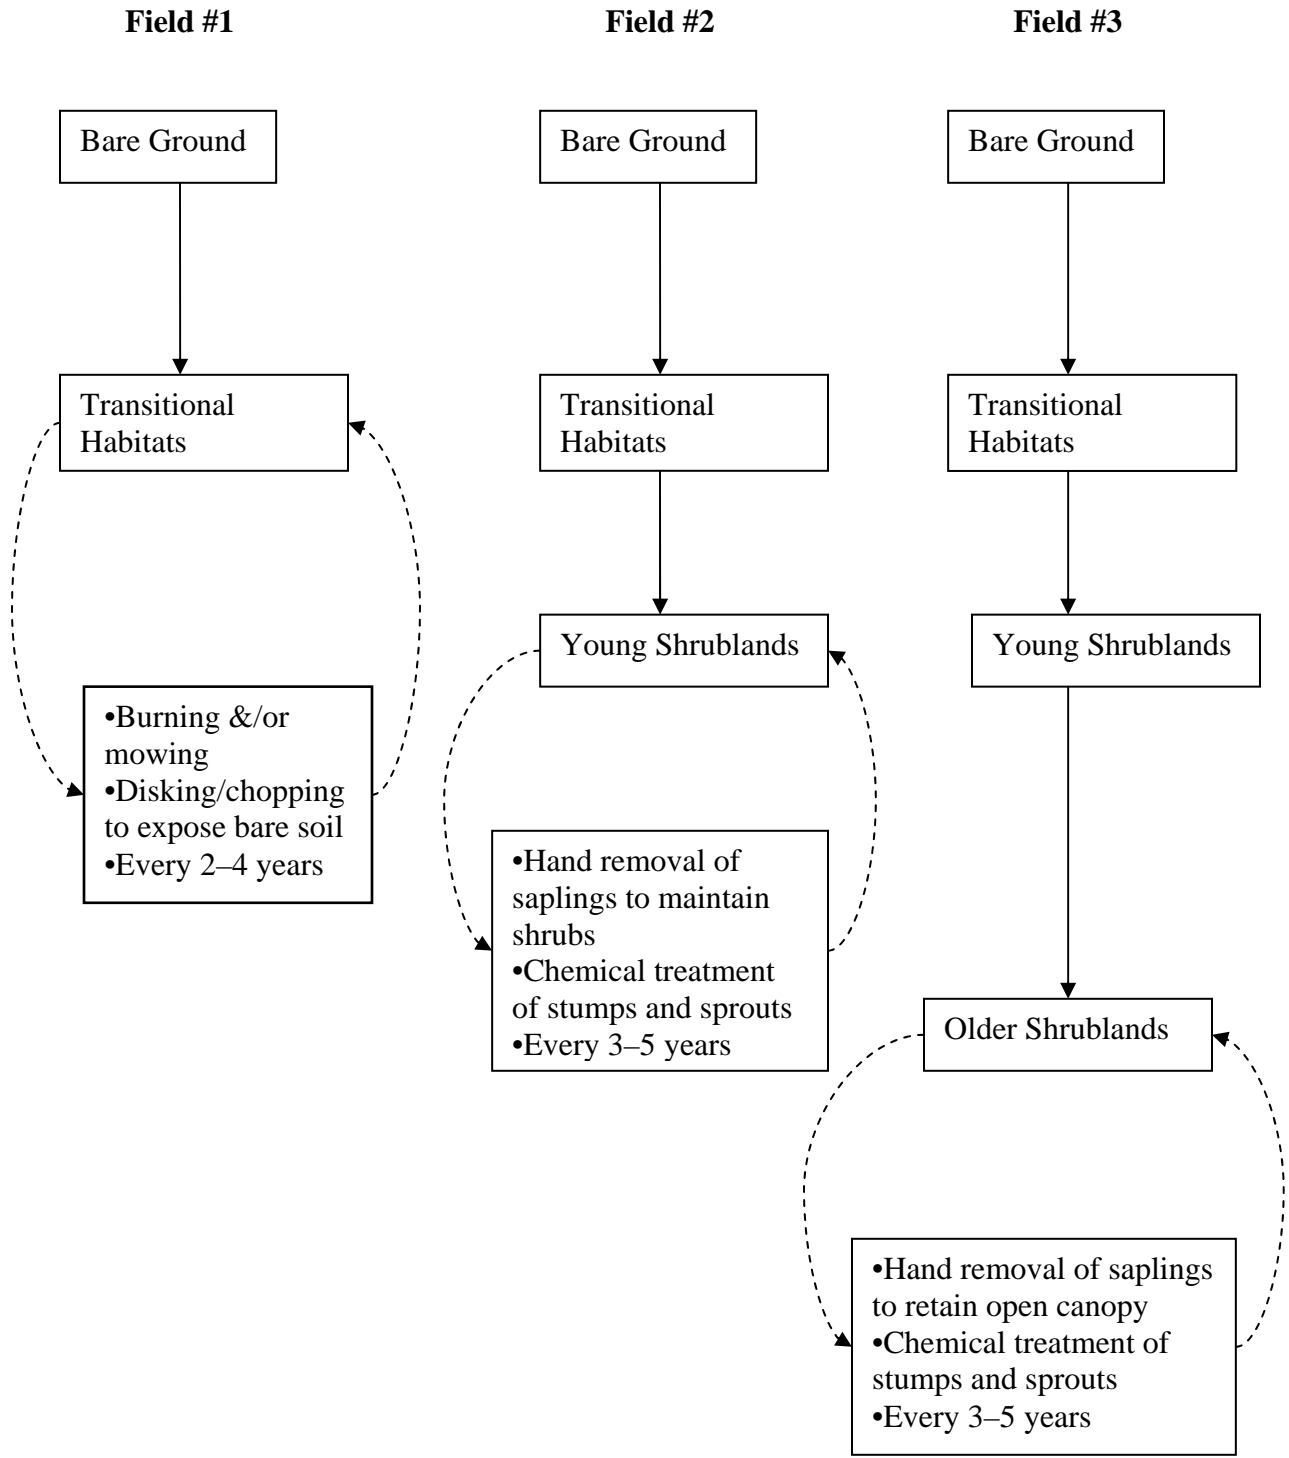 Field #1
Field #2
Field #3
Bare Ground
Bare Ground
Bare Ground
Transitional
Habitats
Transitional
Habitats
Transitional
Habitats
Young Shrublands
Young Shrublands
•Burning &/or
mowing
•Disking/chopping
to expose bare soil
•Every 2–4 years
•Hand removal of
saplings to maintain
shrubs
•Chemical treatment
of stumps and sprouts
•Every 3–5 years
Older Shrublands
•Hand removal of saplings
to retain open canopy
•Chemical treatment of
stumps and sprouts
•Every 3–5 years